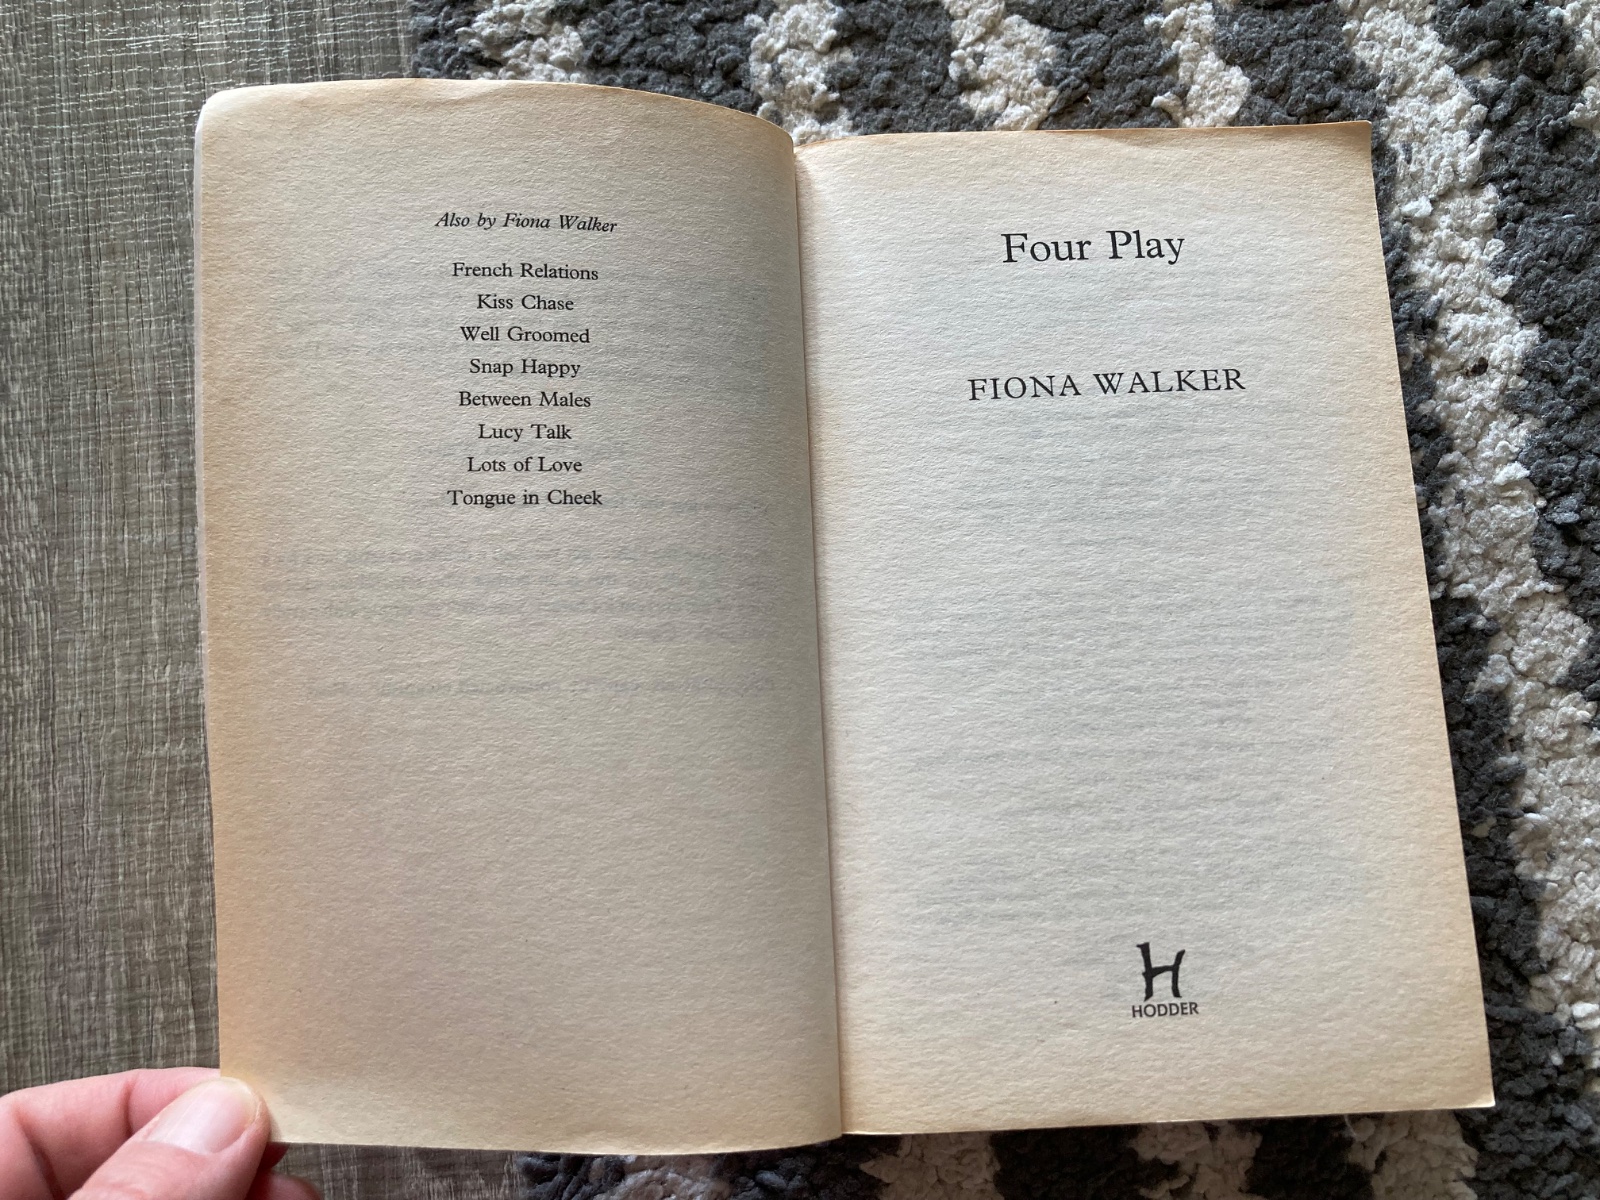 Also by Fiona Walker
French Relations
Kiss Chase
Well Groomed
Snap Happy
Between Males
Lucy Talk
Lots of Love
Tongue in Cheek
Four Play
FIONA WALKER
H
HODDER